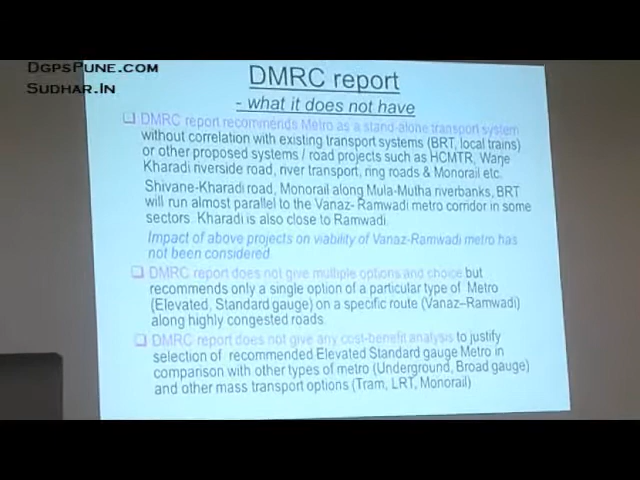 DgpsPune.com
Sudhar.In
DMRC report
- what it does not have
DMRC report recommends Metro as a stand-alone transport system
without correlation with existing transport systems (BRT, local trains)
or other proposed systems / road projects such as HCMTR, Warje
Kharadi riverside road, river transport, ring roads & Monorail etc.
Shivane-Kharadi road, Monorail along Mula-Mutha riverbanks, BRT
will run almost parallel to the Vanaz- Ramwadi metro corridor in some
sectors. Kharadi is also close to Ramwadi.
Impact of above projects on viability of Vanaz-Ramwadi metro has
not been considered.
DMRC report does not give multiple options and choice but
recommends only a single option of a particular type of Metro
(Elevated, Standard gauge) on a specific route (Vanaz–Ramwadi)
along highly congested roads.
DMRC report does not give any cost-benefit analysis to justify
selection of recommended Elevated Standard gauge Metro in
comparison with other types of metro (Underground, Broad gauge)
and other mass transport options (Tram, LRT, Monorail)